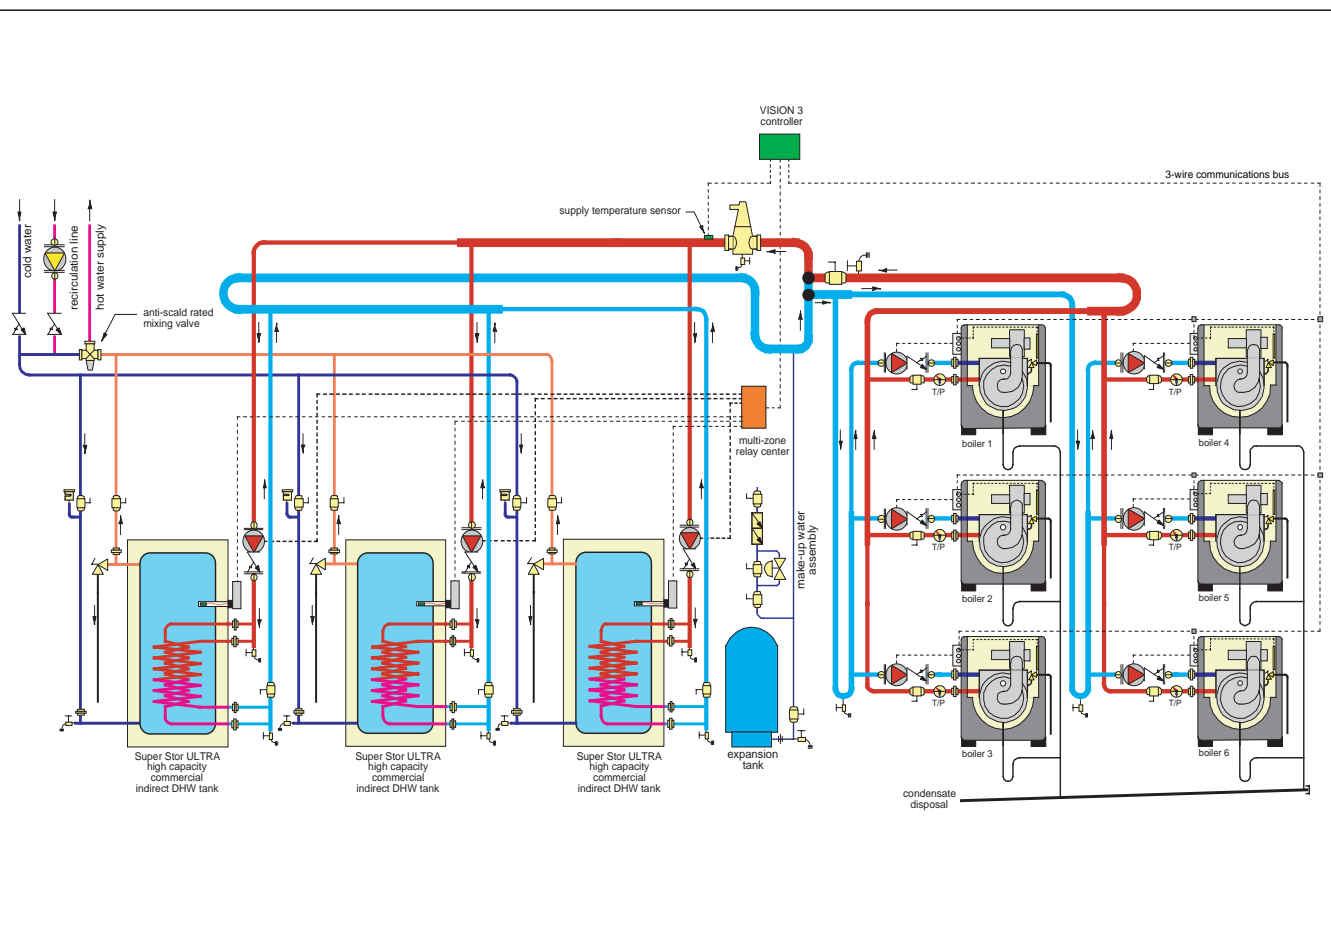 VISION 3
controller
3-wire communications bus
supply temperature sensor
cold water
recirculation line
hot water supply
anti-scald rated
mixing valve
multi-zone
relay center
make-up water
assembly
T/P
boiler 1
T/P
boiler 4
T/P
boiler 2
T/P
boiler 5
T/P
boiler 3
T/P
boiler 6
Super Stor ULTRA
high capacity
commercial
indirect DHW tank
Super Stor ULTRA
high capacity
commercial
indirect DHW tank
Super Stor ULTRA
high capacity
commercial
indirect DHW tank
expansion
tank
condensate
disposal